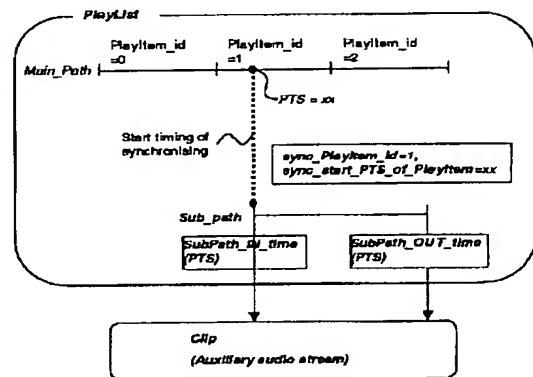 PlayList
PlayItem_id
=0
PlayItem_id
=1
PlayItem_id
=2
Main_Path
PTS = xx
Start timing of
synchronising
sync_PlayItem_id=1,
sync_start_PTS_of_PlayItem=xx
Sub_path
SubPath_IN_time
(PTS)
SubPath_OUT_time
(PTS)
Clip
(Auxiliary audio stream)